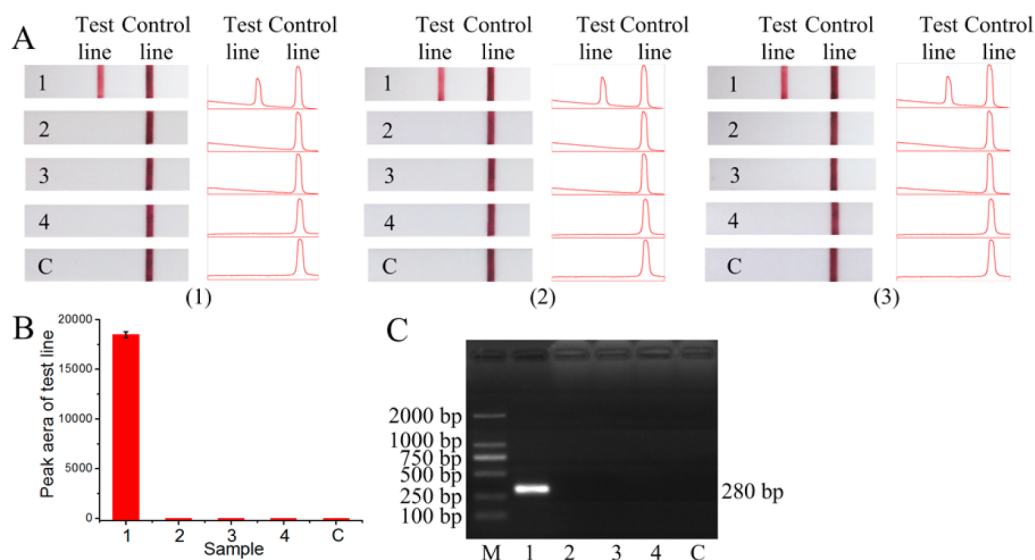 A
Test Control
line line
Test Control
line line
Test Control
line line
Test Control
line line
Test Control
line line
Test Control
line line
1
2
3
4
C
(1)
1
2
3
4
C
(2)
1
2
3
4
C
(3)
B
Peak aera of test line
20000
15000
10000
5000
0
1 2 3 4 C
Sample
C
2000 bp
1000 bp
750 bp
500 bp
250 bp
100 bp
280 bp
M 1 2 3 4 C